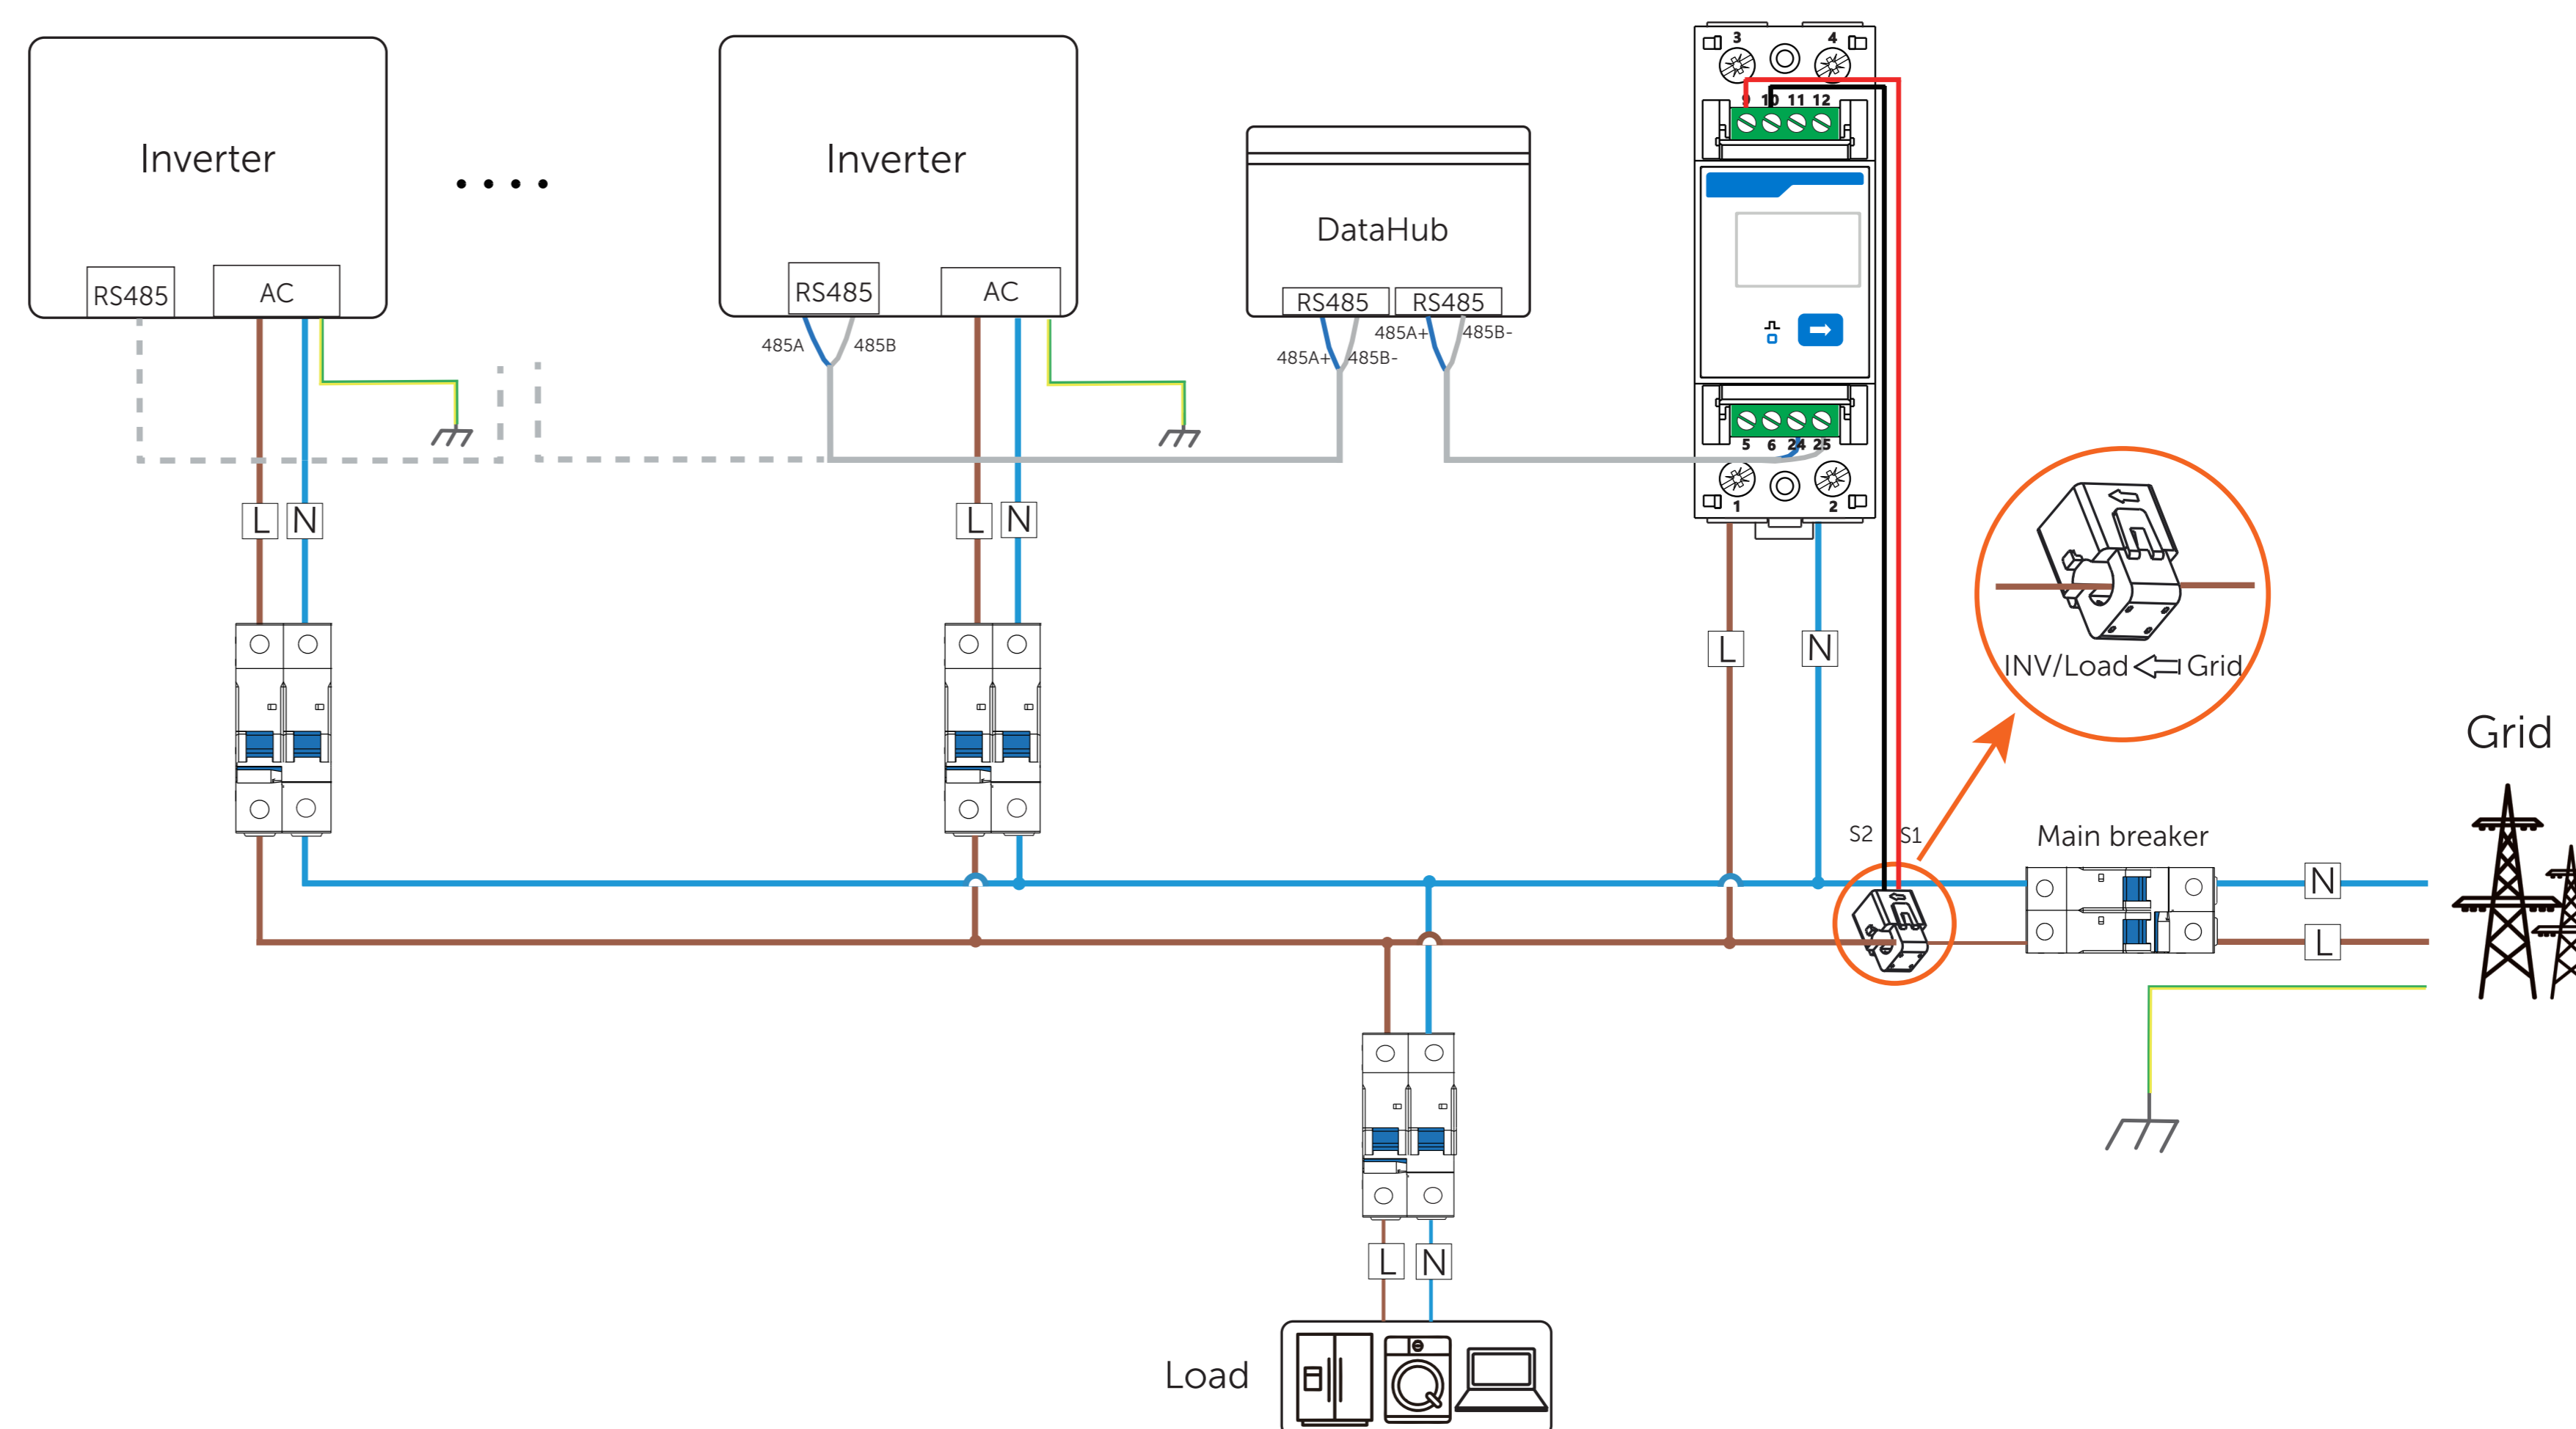 Inverter
RS485
AC
Inverter
RS485
AC
485A
485B
DataHub
RS485
RS485
485A+
485B-
485A+
485B-
3
4
9
10
11
12
5
6
24
25
1
2
L
N
L
N
L
N
INV/Load
Grid
S2
S1
Main breaker
Grid
N
L
L
N
Load